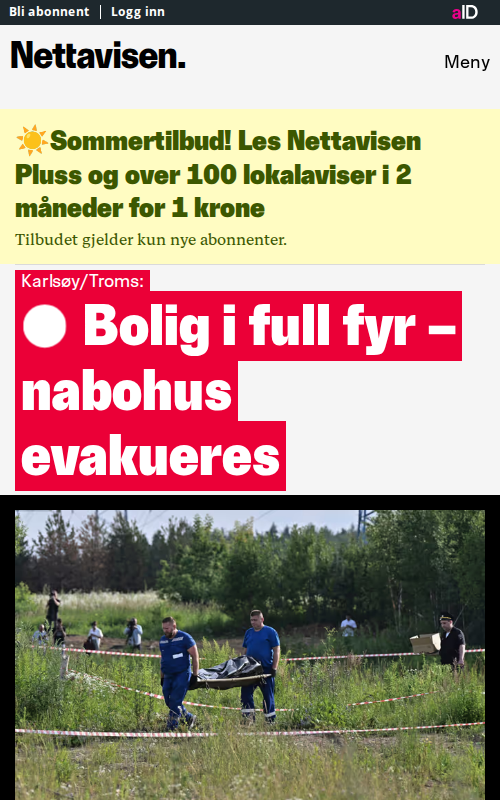 Bli abonnent | Logg inn
aID
Nettavisen.
Meny
☀️Sommertilbud! Les Nettavisen
Pluss og over 100 lokalaviser i 2
måneder for 1 krone
Tilbudet gjelder kun nye abonnenter.
Karlsøy/Troms:
Bolig i full fyr –
nabohus
evakueres